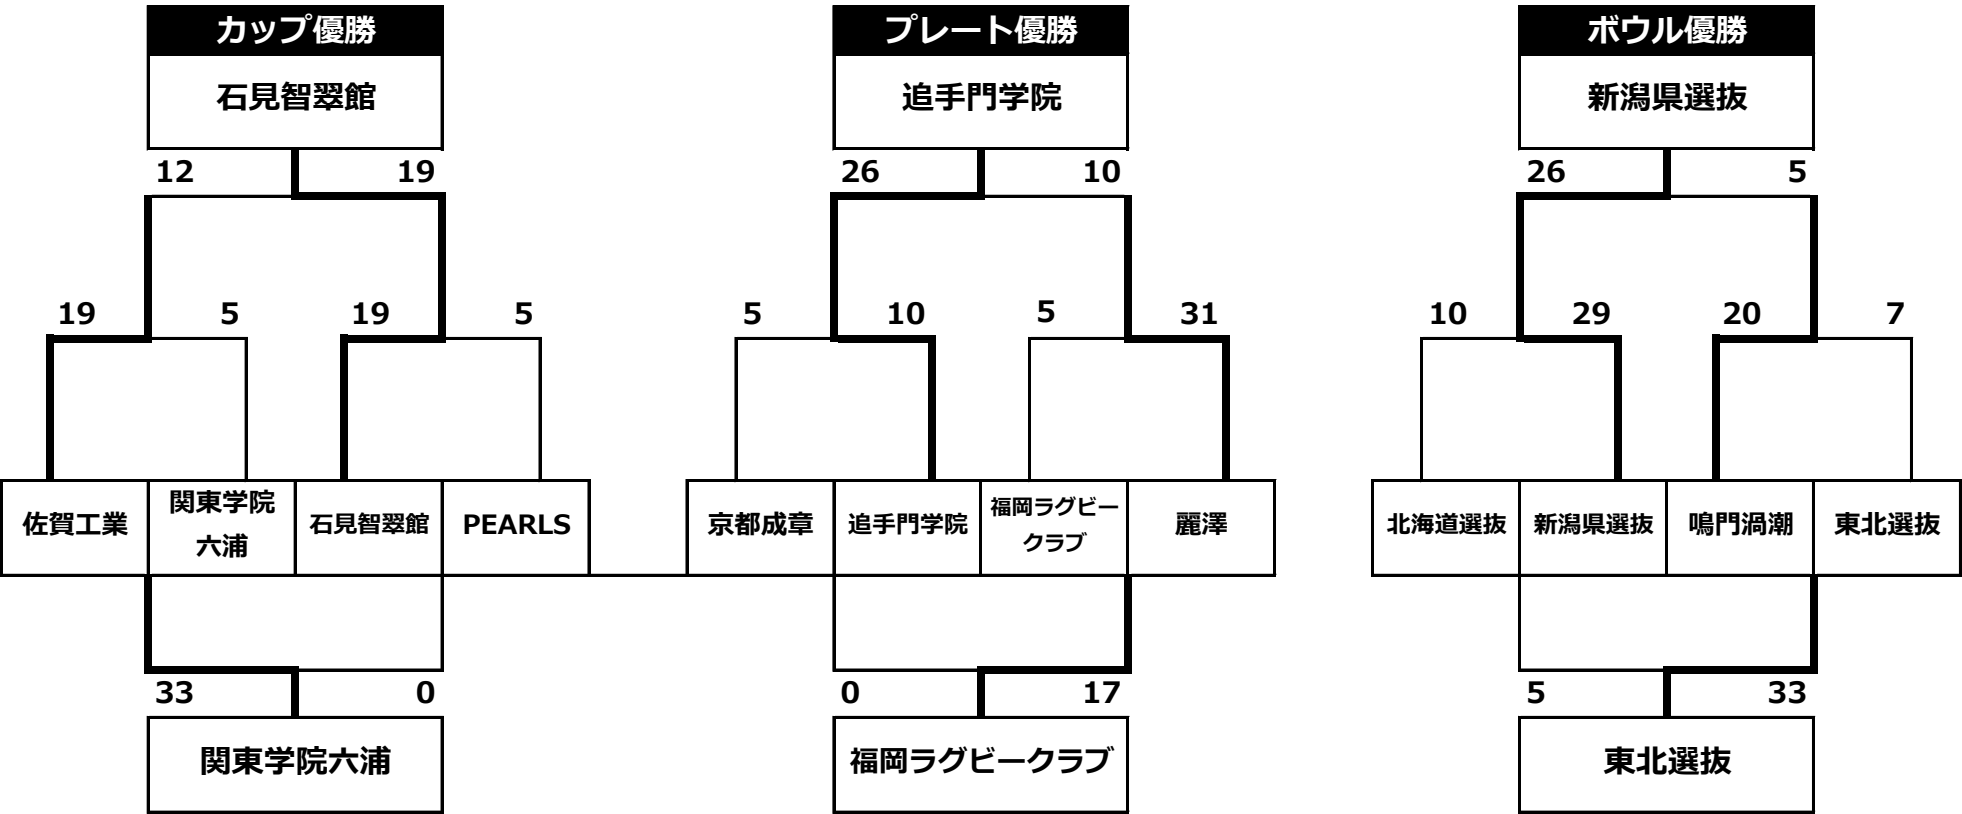 カップ優勝
プレート優勝
ボウル優勝
石見智翠館
追手門学院
新潟県選抜
12 19
26 10
26 5
19 5 19 5
5 10 5 31
10 29 20 7
佐賀工業
関東学院
六浦
石見智翠館
PEARLS
京都成章
追手門学院
福岡ラグビー
クラブ
麗澤
北海道選抜
新潟県選抜
鳴門渦潮
東北選抜
33 0
0 17
5 33
関東学院六浦
福岡ラグビークラブ
東北選抜